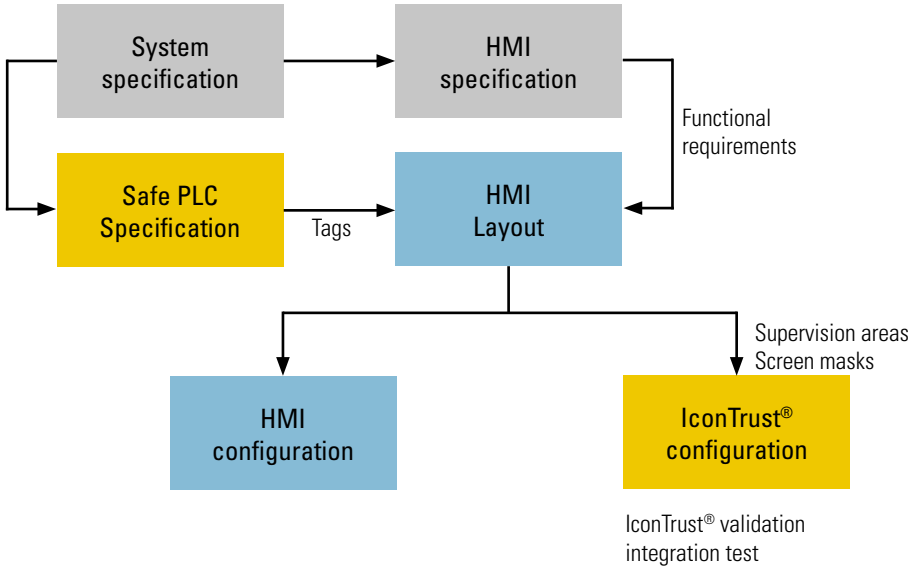 System
specification
HMI
specification
Functional
requirements
Safe PLC
Specification
Tags
HMI
Layout
Supervision areas
Screen masks
HMI
configuration
IconTrust®
configuration
IconTrust® validation
integration test